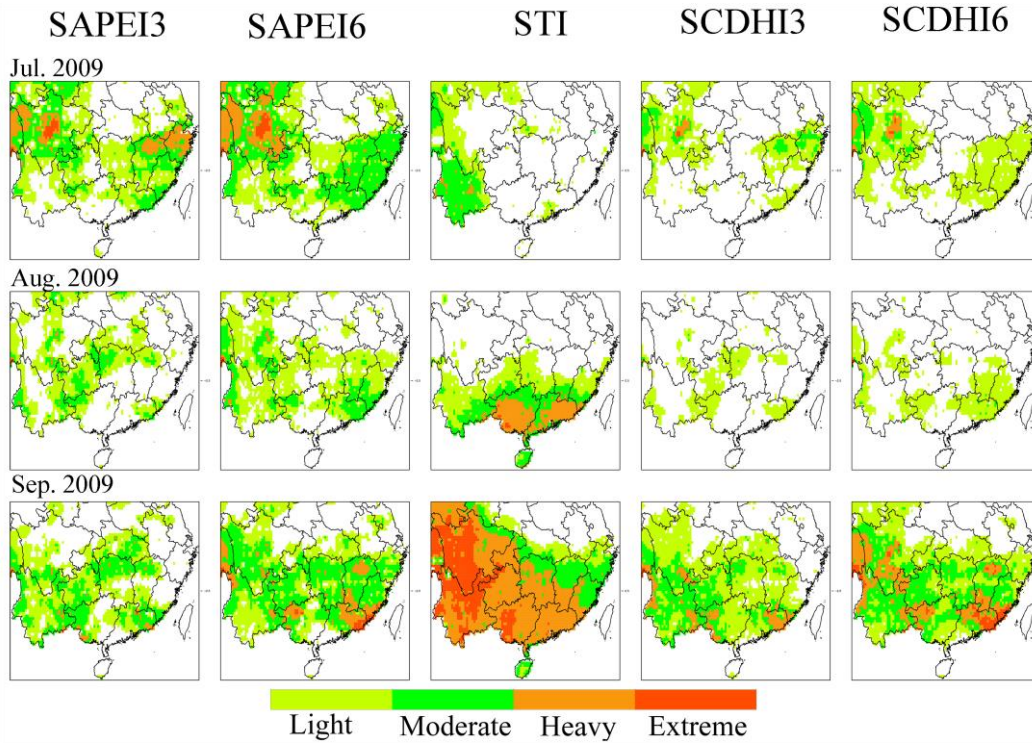 SAPEI3 SAPEI6 STI SCDHI3 SCDHI6
Jul. 2009
Aug. 2009
Sep. 2009
Light Moderate Heavy Extreme